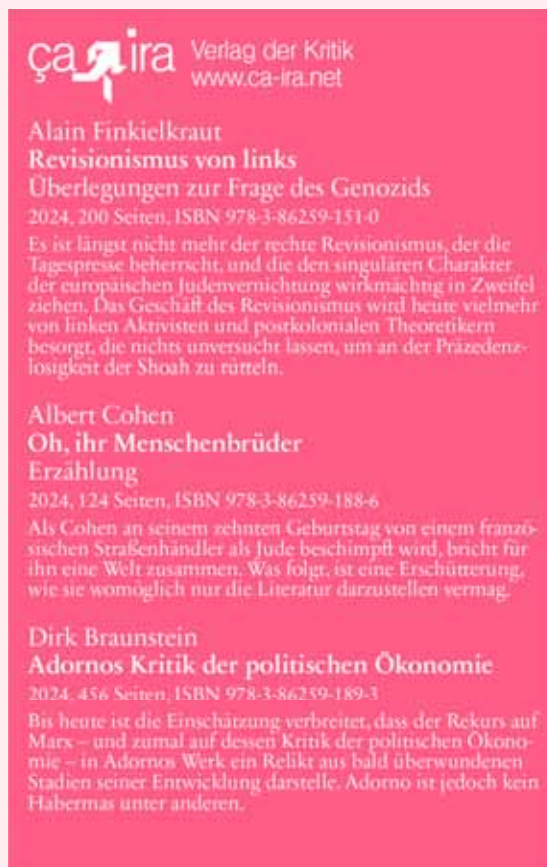 ça ira Verlag der Kritik
www.ca-ira.net
Alain Finkielkraut
Revisionismus von links
Überlegungen zur Frage des Genozids
2024, 200 Seiten, ISBN 978-3-86259-151-0
Es ist längst nicht mehr der rechte Revisionismus, der die
Tagespresse beherrscht, und die den singulären Charakter
der europäischen Judenvernichtung wirkmächtig in Zweifel
ziehen. Das Geschäft des Revisionismus wird heute vielmehr
von linken Aktivisten und postkolonialen Theoretikern
besorgt, die nichts unversucht lassen, um an der Präzedenz-
losigkeit der Shoah zu rütteln.
Albert Cohen
Oh, ihr Menschenbrüder
Erzählung
2024, 124 Seiten, ISBN 978-3-86259-188-6
Als Cohen an seinem zehnten Geburtstag von einem franzö-
sischen Straßenhändler als Jude beschimpft wird, bricht für
ihn eine Welt zusammen. Was folgt, ist eine Erschütterung,
wie sie womöglich nur die Literatur darzustellen vermag.
Dirk Braunstein
Adornos Kritik der politischen Ökonomie
2024, 456 Seiten, ISBN 978-3-86259-189-3
Bis heute ist die Einschätzung verbreitet, dass der Rekurs auf
Marx – und zumal auf dessen Kritik der politischen Ökono-
mie – in Adornos Werk ein Relikt aus bald überwundenen
Stadien seiner Entwicklung darstelle. Adorno ist jedoch kein
Habermas unter anderen.